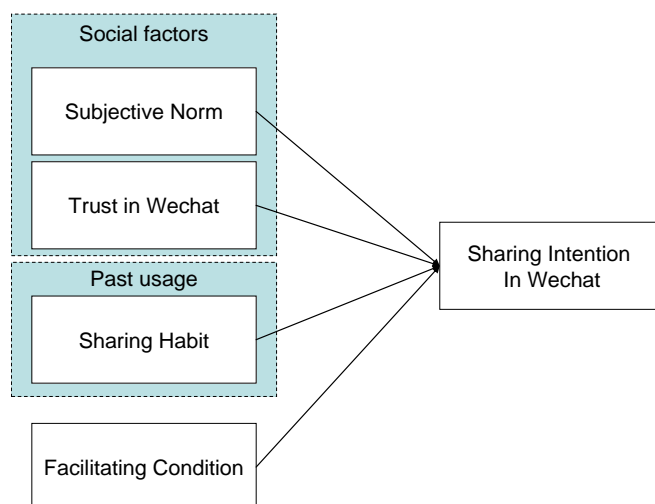 Social factors
Subjective Norm
Trust in Wechat
Past usage
Sharing Habit
Facilitating Condition
Sharing Intention
In Wechat